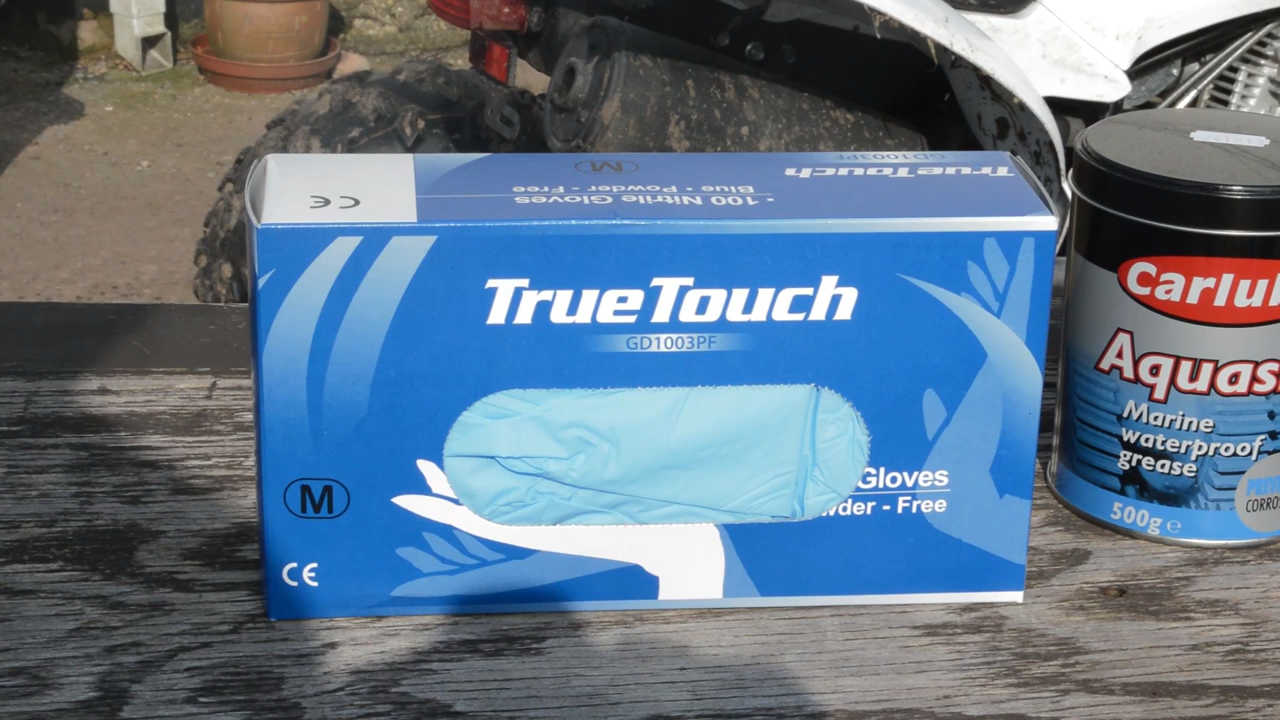 GD1003PF
TrueTouch
M
• 100 Nitrile Gloves
Blue • Powder - Free
CE
TrueTouch
GD1003PF
Gloves
wder - Free
M
CE
Carlu
Aquas
Marine
waterproof
grease
500g e
CORRO